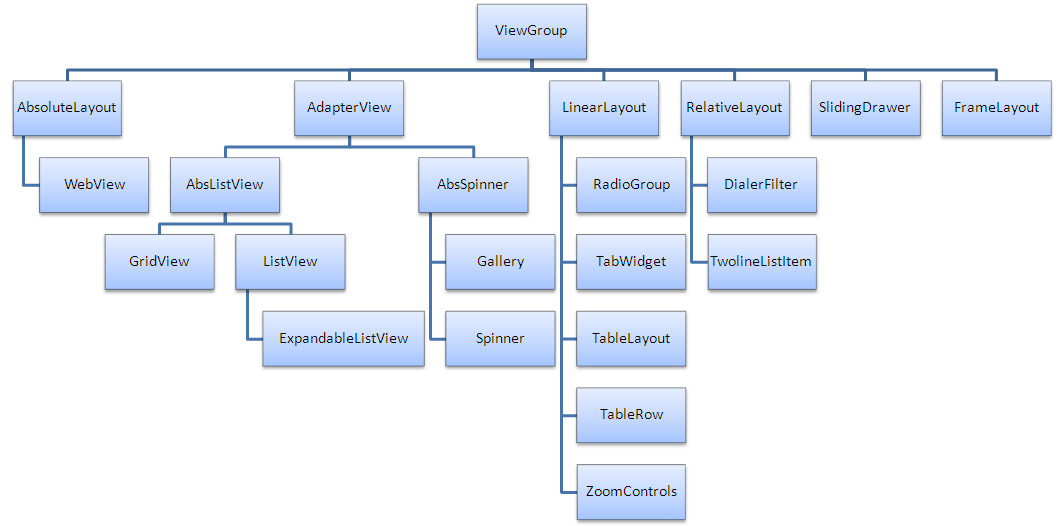 ViewGroup
AbsoluteLayout
AdapterView
LinearLayout
RelativeLayout
SlidingDrawer
FrameLayout
WebView
AbsListView
AbsSpinner
RadioGroup
DialerFilter
GridView
ListView
Gallery
TabWidget
TwolineListItem
ExpandableListView
Spinner
TableLayout
TableRow
ZoomControls